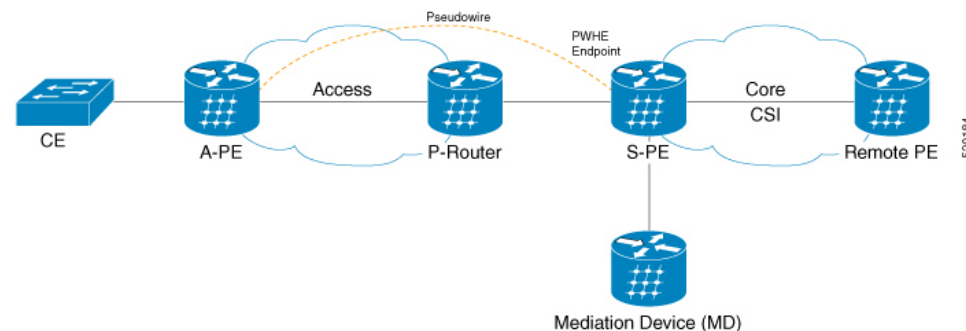 Pseudowire
PWHE
Endpoint
Access
Core
CSI
CE
A-PE
P-Router
S-PE
Remote PE
Mediation Device (MD)